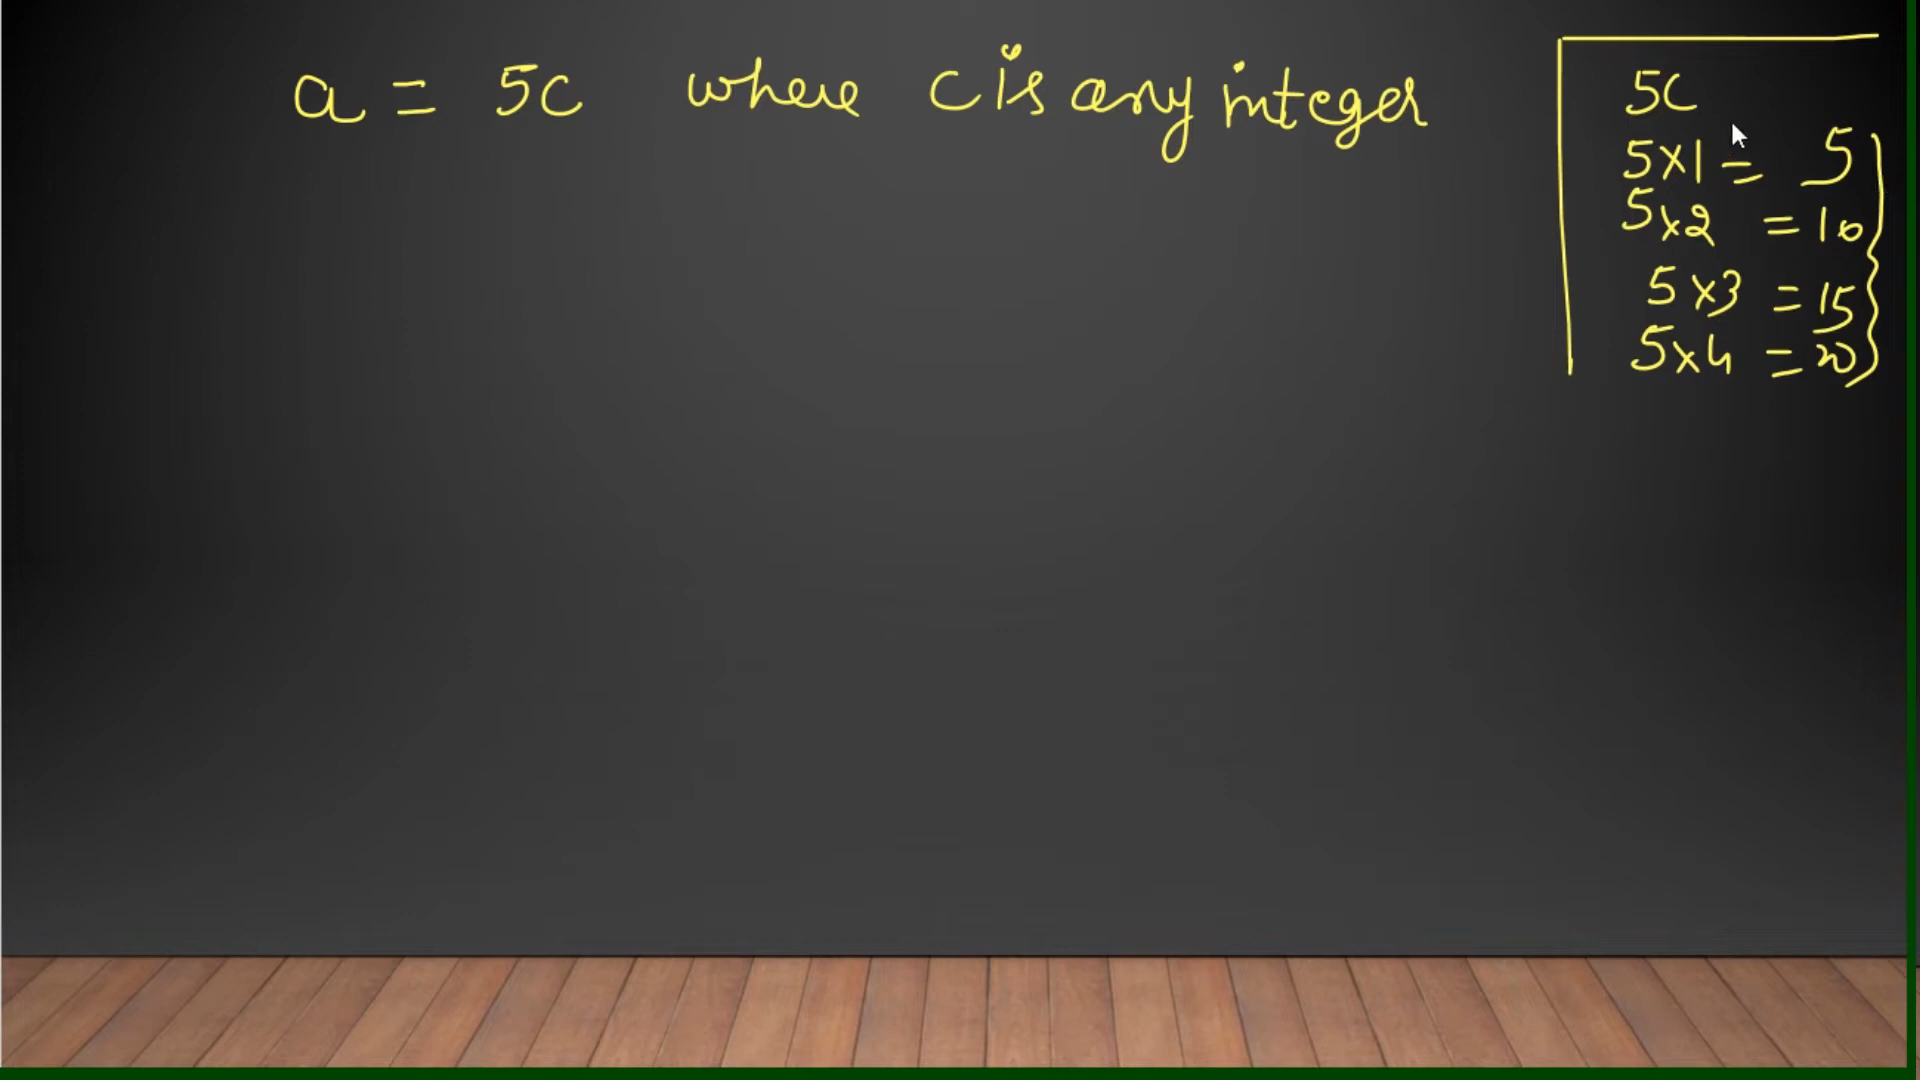 a = 5c where c is any integer
5c
5×1 = 5
5×2 = 10
5×3 = 15
5×4 = 20